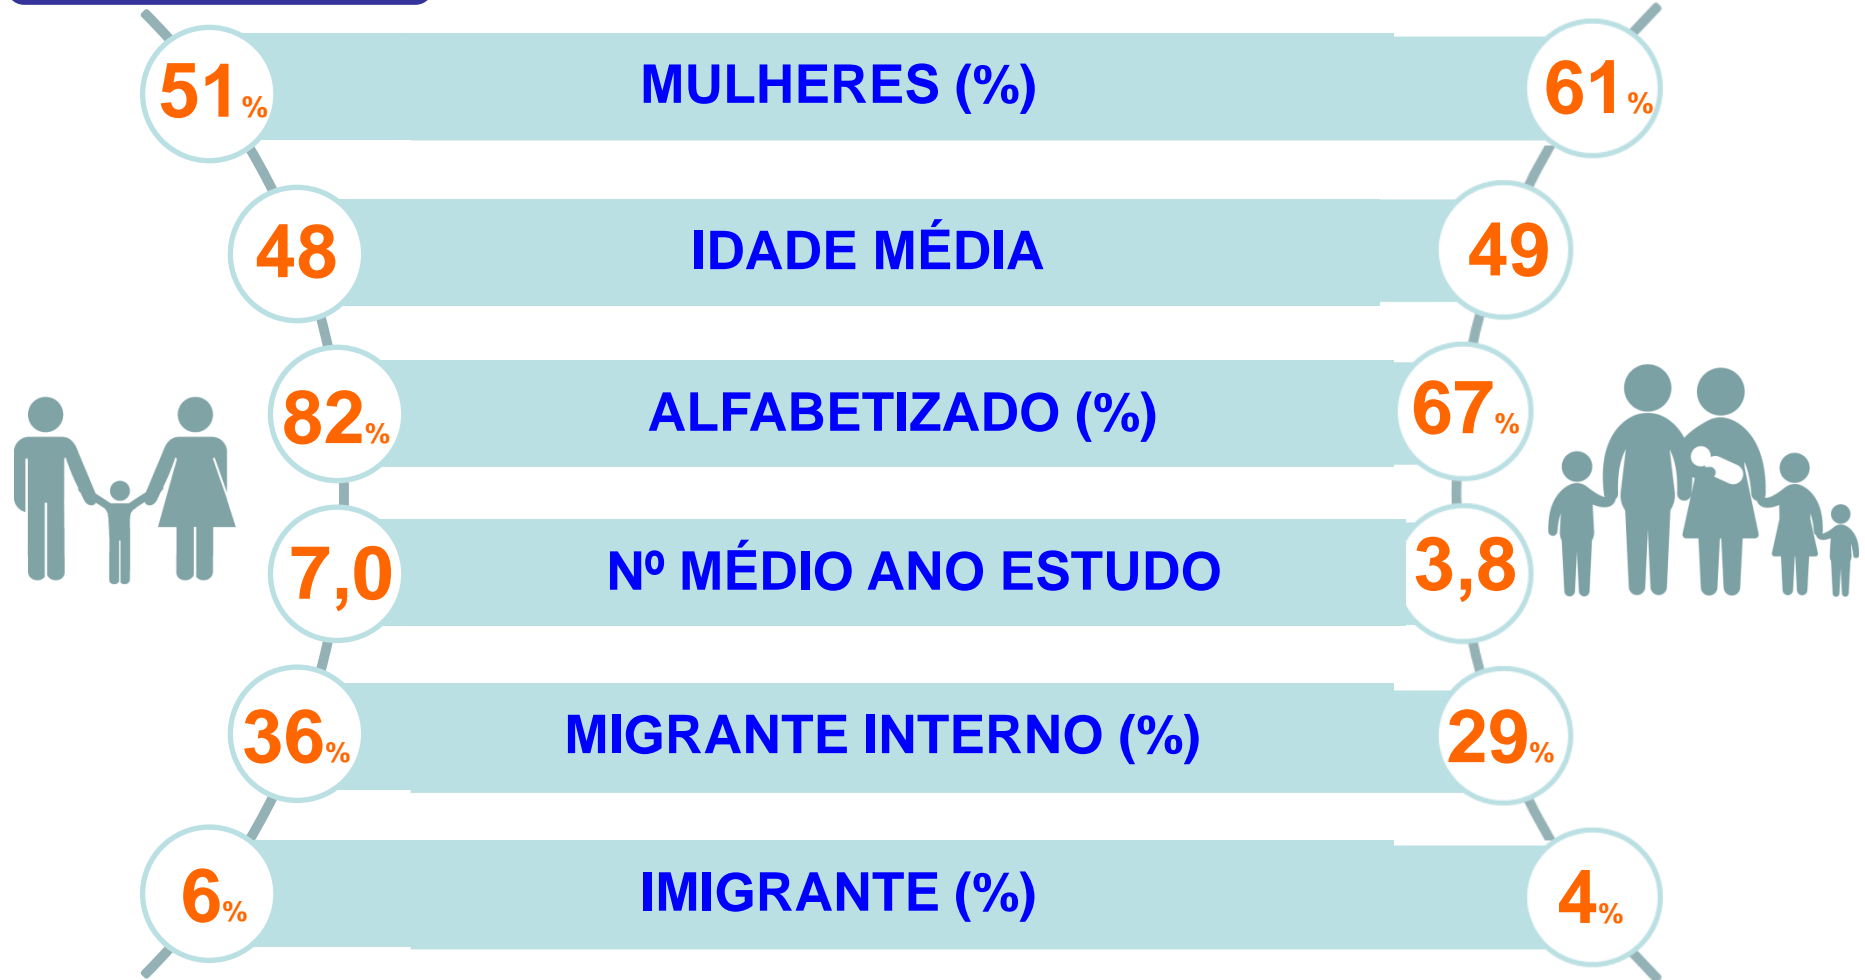 51% MULHERES (%) 61%
48 IDADE MÉDIA 49
82% ALFABETIZADO (%) 67%
7,0 Nº MÉDIO ANO ESTUDO 3,8
36% MIGRANTE INTERNO (%) 29%
6% IMIGRANTE (%) 4%